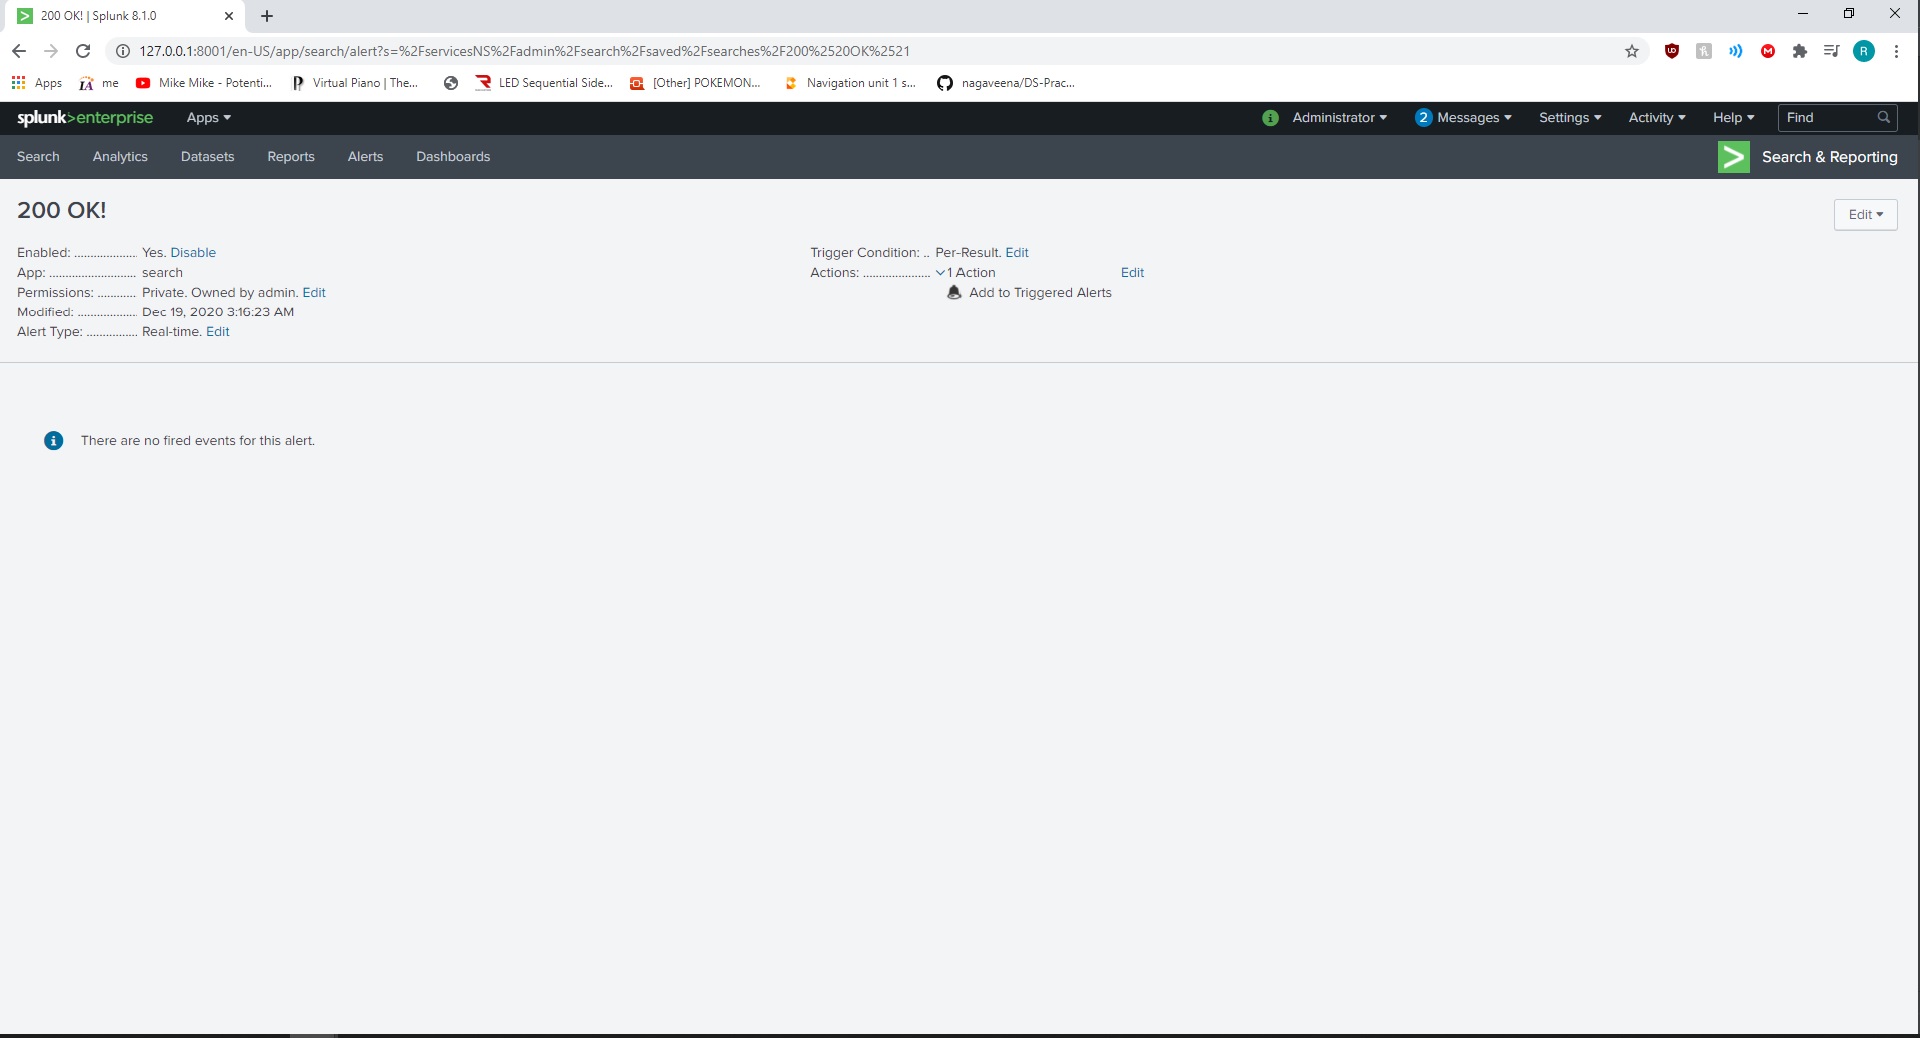 200 OK! | Splunk 8.1.0
127.0.0.1:8001/en-US/app/search/alert?s=%2FservicesNS%2Fadmin%2Fsearch%2Fsaved%2Fsearches%2F200%2520OK%2521
Apps me Mike Mike - Potenti... Virtual Piano | The... LED Sequential Side... [Other] POKEMON... Navigation unit 1 s... nagaveena/DS-Prac...
splunk>enterprise Apps Administrator 2 Messages Settings Activity Help Find
Search Analytics Datasets Reports Alerts Dashboards Search & Reporting
200 OK!
Edit
Enabled: ................... Yes. Disable
App: .......................... search
Permissions: ............ Private. Owned by admin. Edit
Modified: .................. Dec 19, 2020 3:16:23 AM
Alert Type: ................ Real-time. Edit
Trigger Condition: .. Per-Result. Edit
Actions: ..................... 1 Action Edit
Add to Triggered Alerts
There are no fired events for this alert.